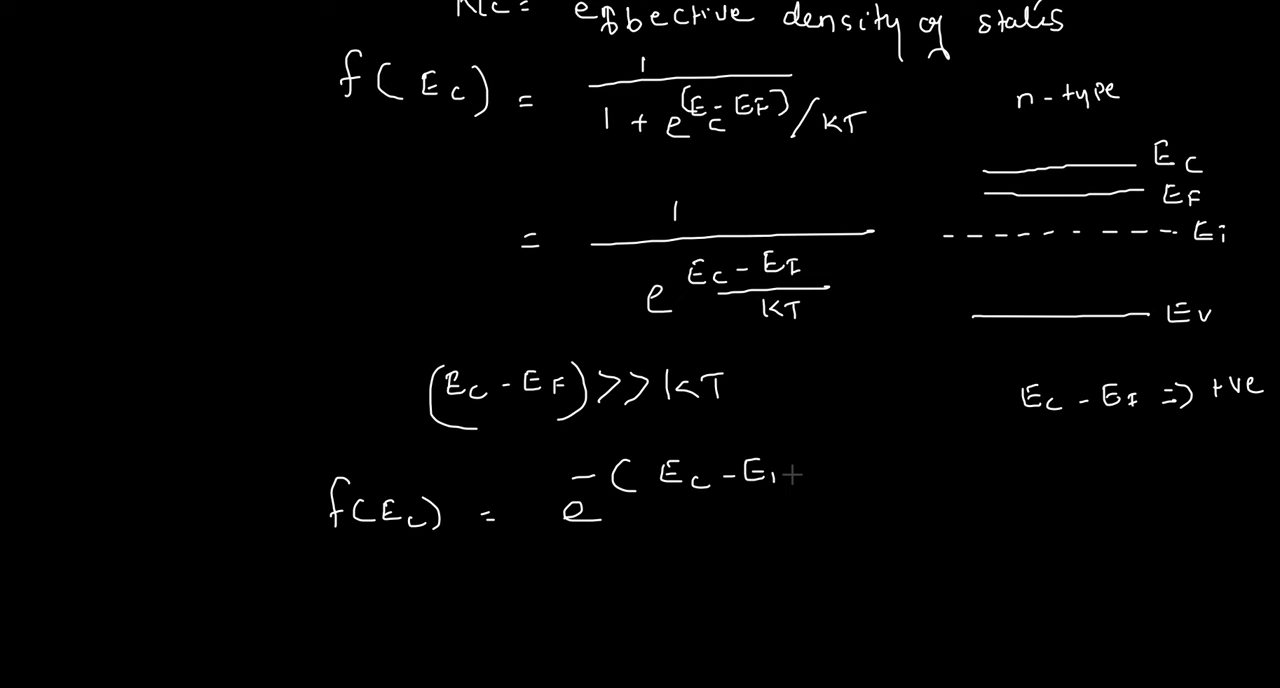 Nc = effective density of states
f(Ec) = 1 / 1 + e^(Ec - EF)/KT
n-type
Ec
EF
= 1 / e^(Ec - EF / KT)
Ei
Ev
(Ec - EF) >> KT
Ec - EF => +ve
f(Ec) = e^-(Ec - E